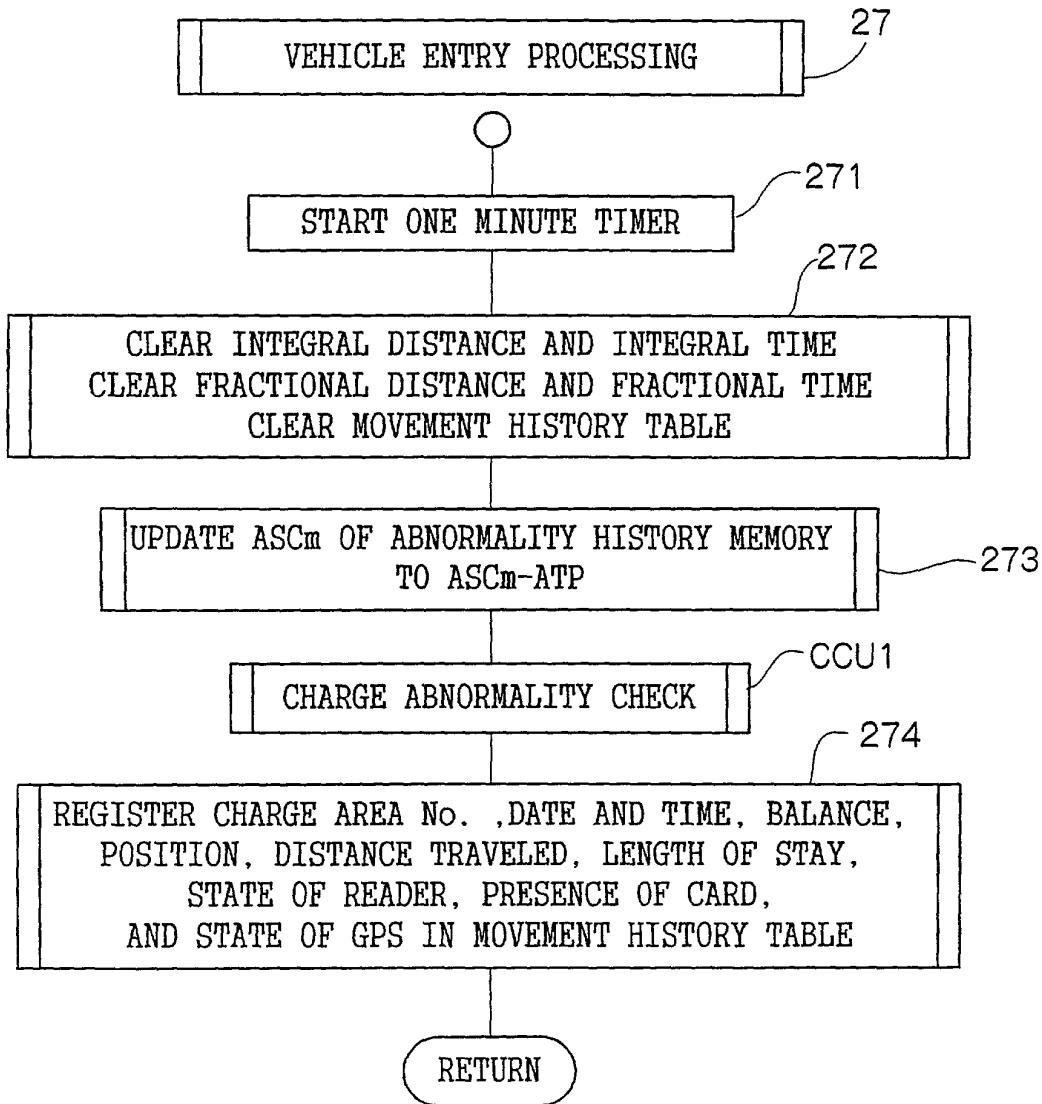 27
VEHICLE ENTRY PROCESSING
271
START ONE MINUTE TIMER
272
CLEAR INTEGRAL DISTANCE AND INTEGRAL TIME
CLEAR FRACTIONAL DISTANCE AND FRACTIONAL TIME
CLEAR MOVEMENT HISTORY TABLE
UPDATE ASCm OF ABNORMALITY HISTORY MEMORY
TO ASCm-ATP
273
CCU1
CHARGE ABNORMALITY CHECK
274
REGISTER CHARGE AREA No. ,DATE AND TIME, BALANCE,
POSITION, DISTANCE TRAVELED, LENGTH OF STAY,
STATE OF READER, PRESENCE OF CARD,
AND STATE OF GPS IN MOVEMENT HISTORY TABLE
RETURN